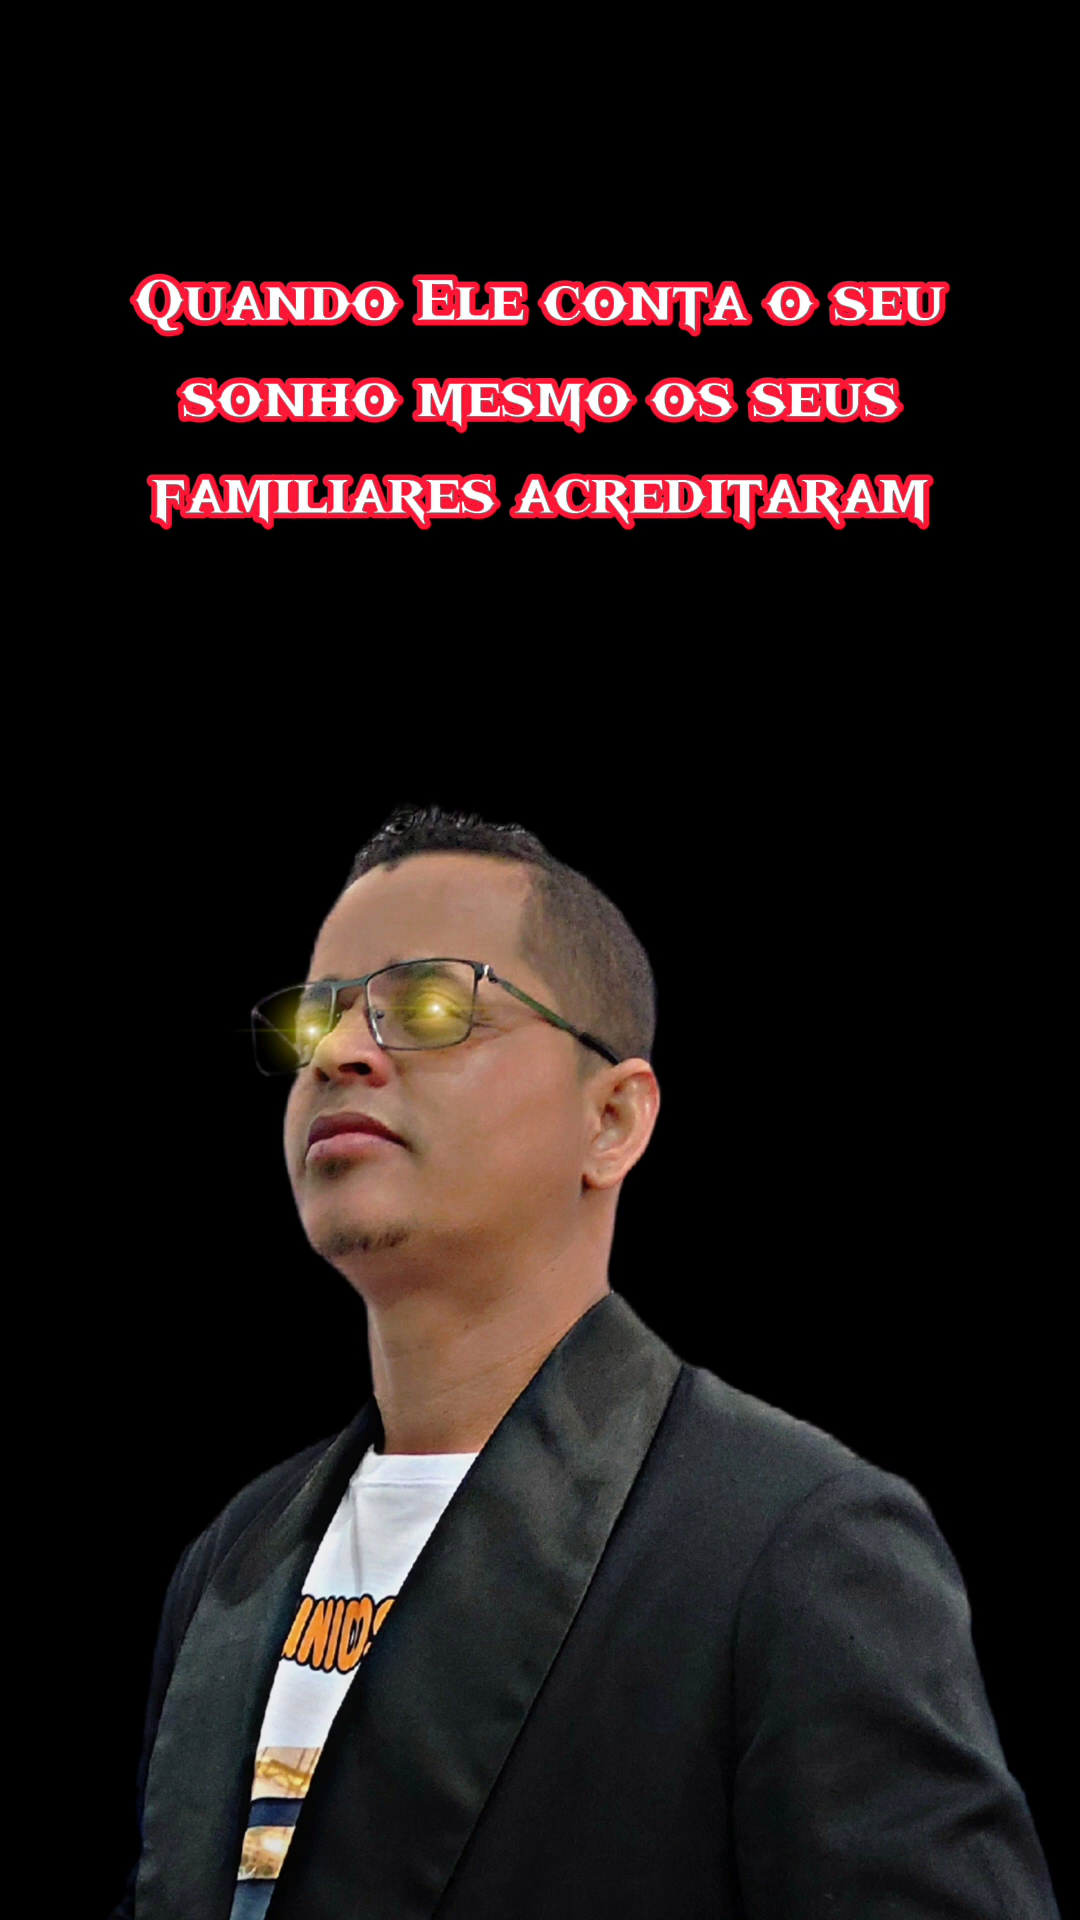 Quando Ele conta o seu
sonho mesmo os seus
familiares acreditaram